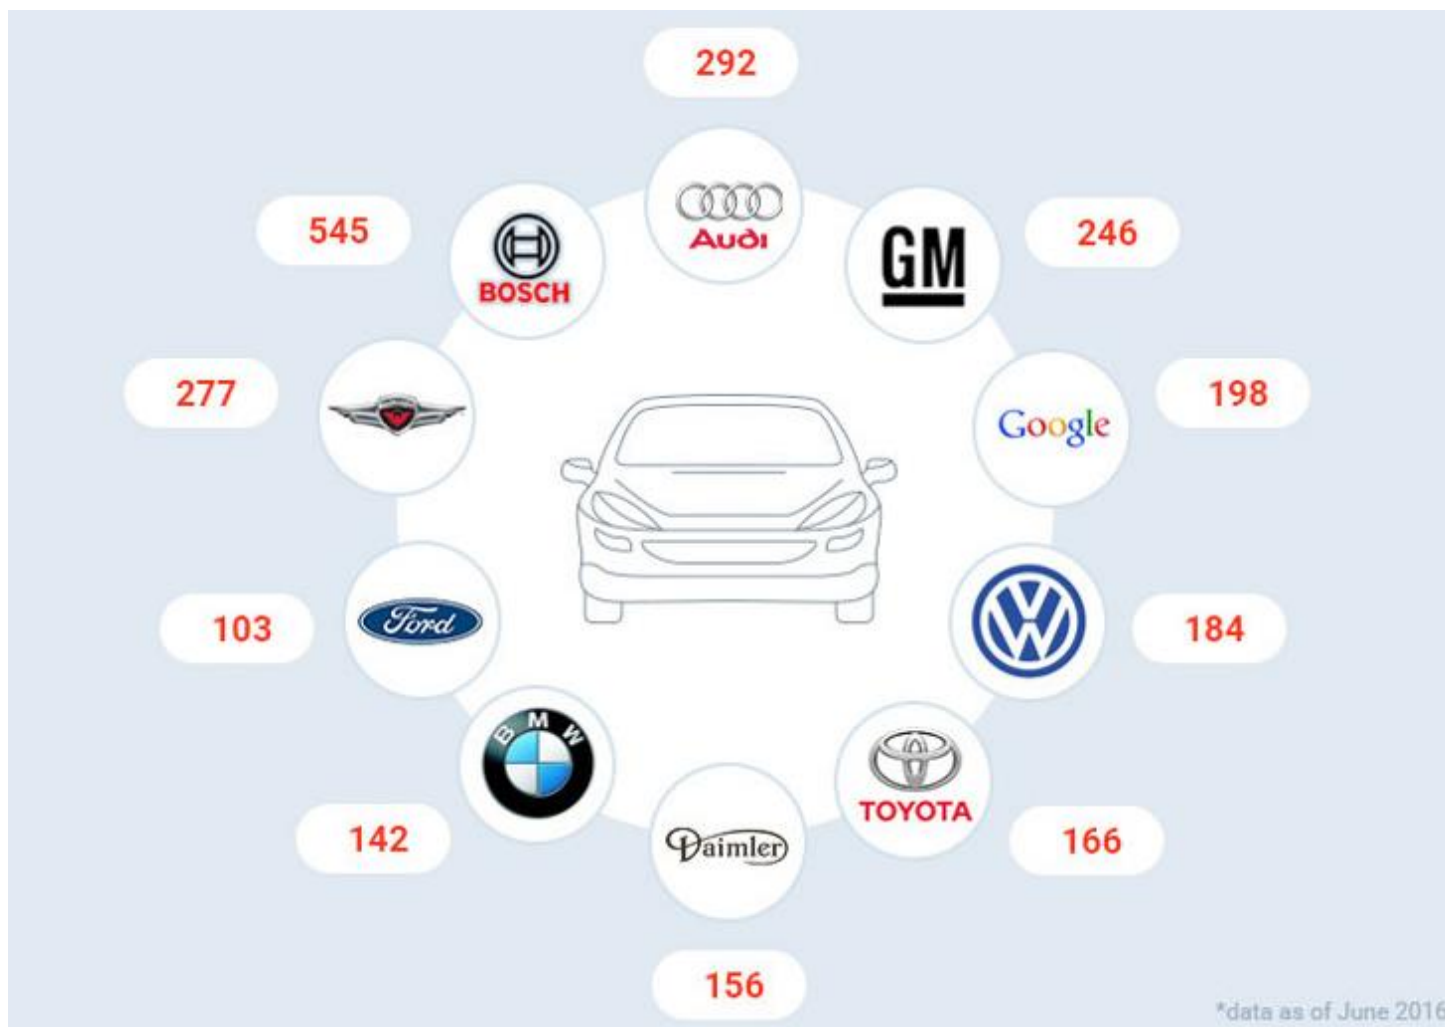 292
545
BOSCH
Audi
GM
246
277
Google
198
Ford
103
184
BMW
TOYOTA
142
Daimler
166
156
*data as of June 2016